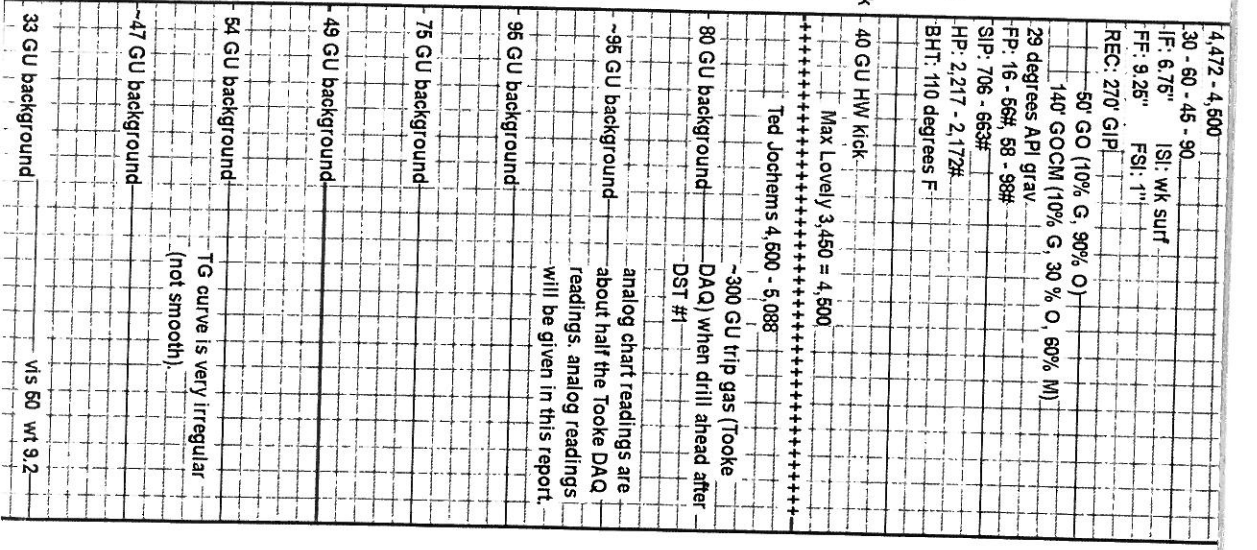 4,472 - 4,500
30 - 60 - 45 - 90
IF: 6.75" ISI: wk surf
FF: 9.25" FSI: 1"
REC: 270' GIP
50' GO (10% G, 90% O)
140' GOCM (10% G, 30 % O, 60% M)
29 degrees API grav
FP: 16 - 56#, 58 - 98#
SIP: 706 - 663#
HP: 2,217 - 2,172#
BHT: 110 degrees F
40 GU HW kick
Max Lovely 3,450 = 4,500
++++++++++++++++++++++++++++++++++++++++
Ted Jochems 4,500 - 5,088
~300 GU trip gas (Tooke
80 GU background
DAQ) when drill ahead after
DST #1
~95 GU background
analog chart readings are
about half the Tooke DAQ
readings. analog readings
will be given in this report.
95 GU background
75 GU background
49 GU background
54 GU background
TG curve is very irregular
(not smooth).
~47 GU background
vis 50 wt 9.2
33 GU background